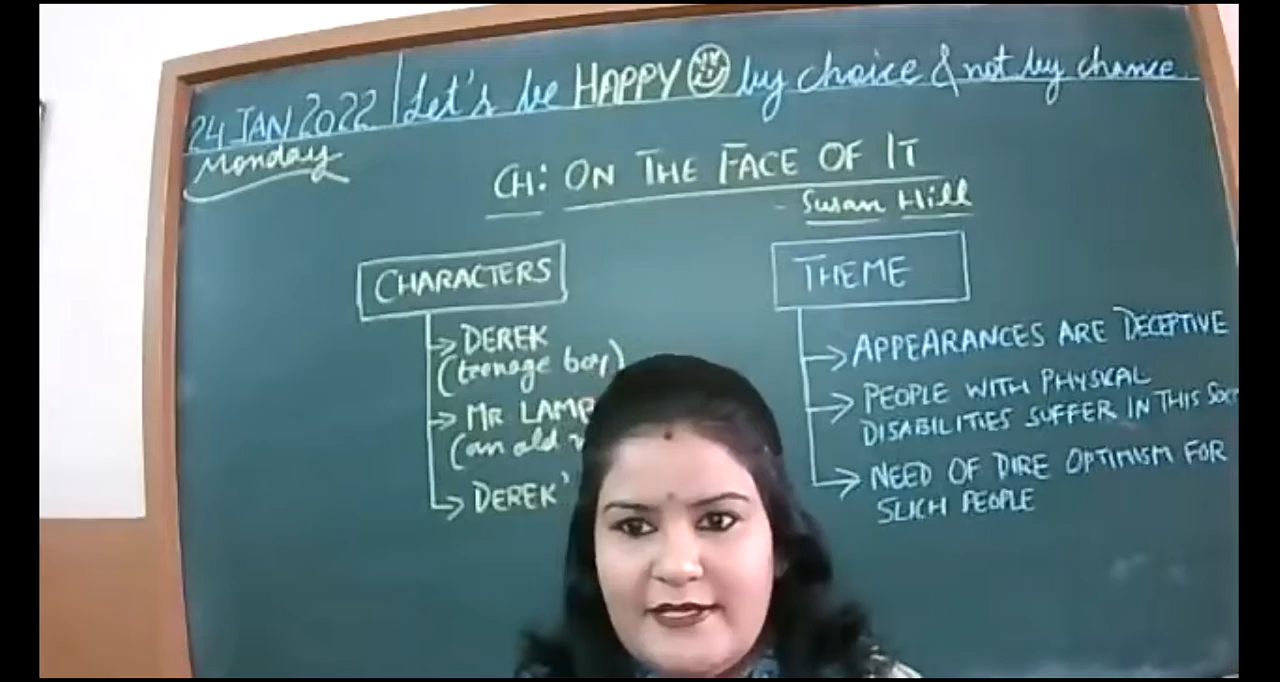 24 JAN 2022 Let's be HAPPY by choice & not by chance
Monday
CH: ON THE FACE OF IT
- Susan Hill
CHARACTERS
DEREK
(teenage boy)
MR LAMB
(an old
DEREK'
THEME
APPEARANCES ARE DECEPTIVE
PEOPLE WITH PHYSICAL
DISABILITIES SUFFER IN THIS
NEED OF DIRE OPTIMISM FOR
SUCH PEOPLE